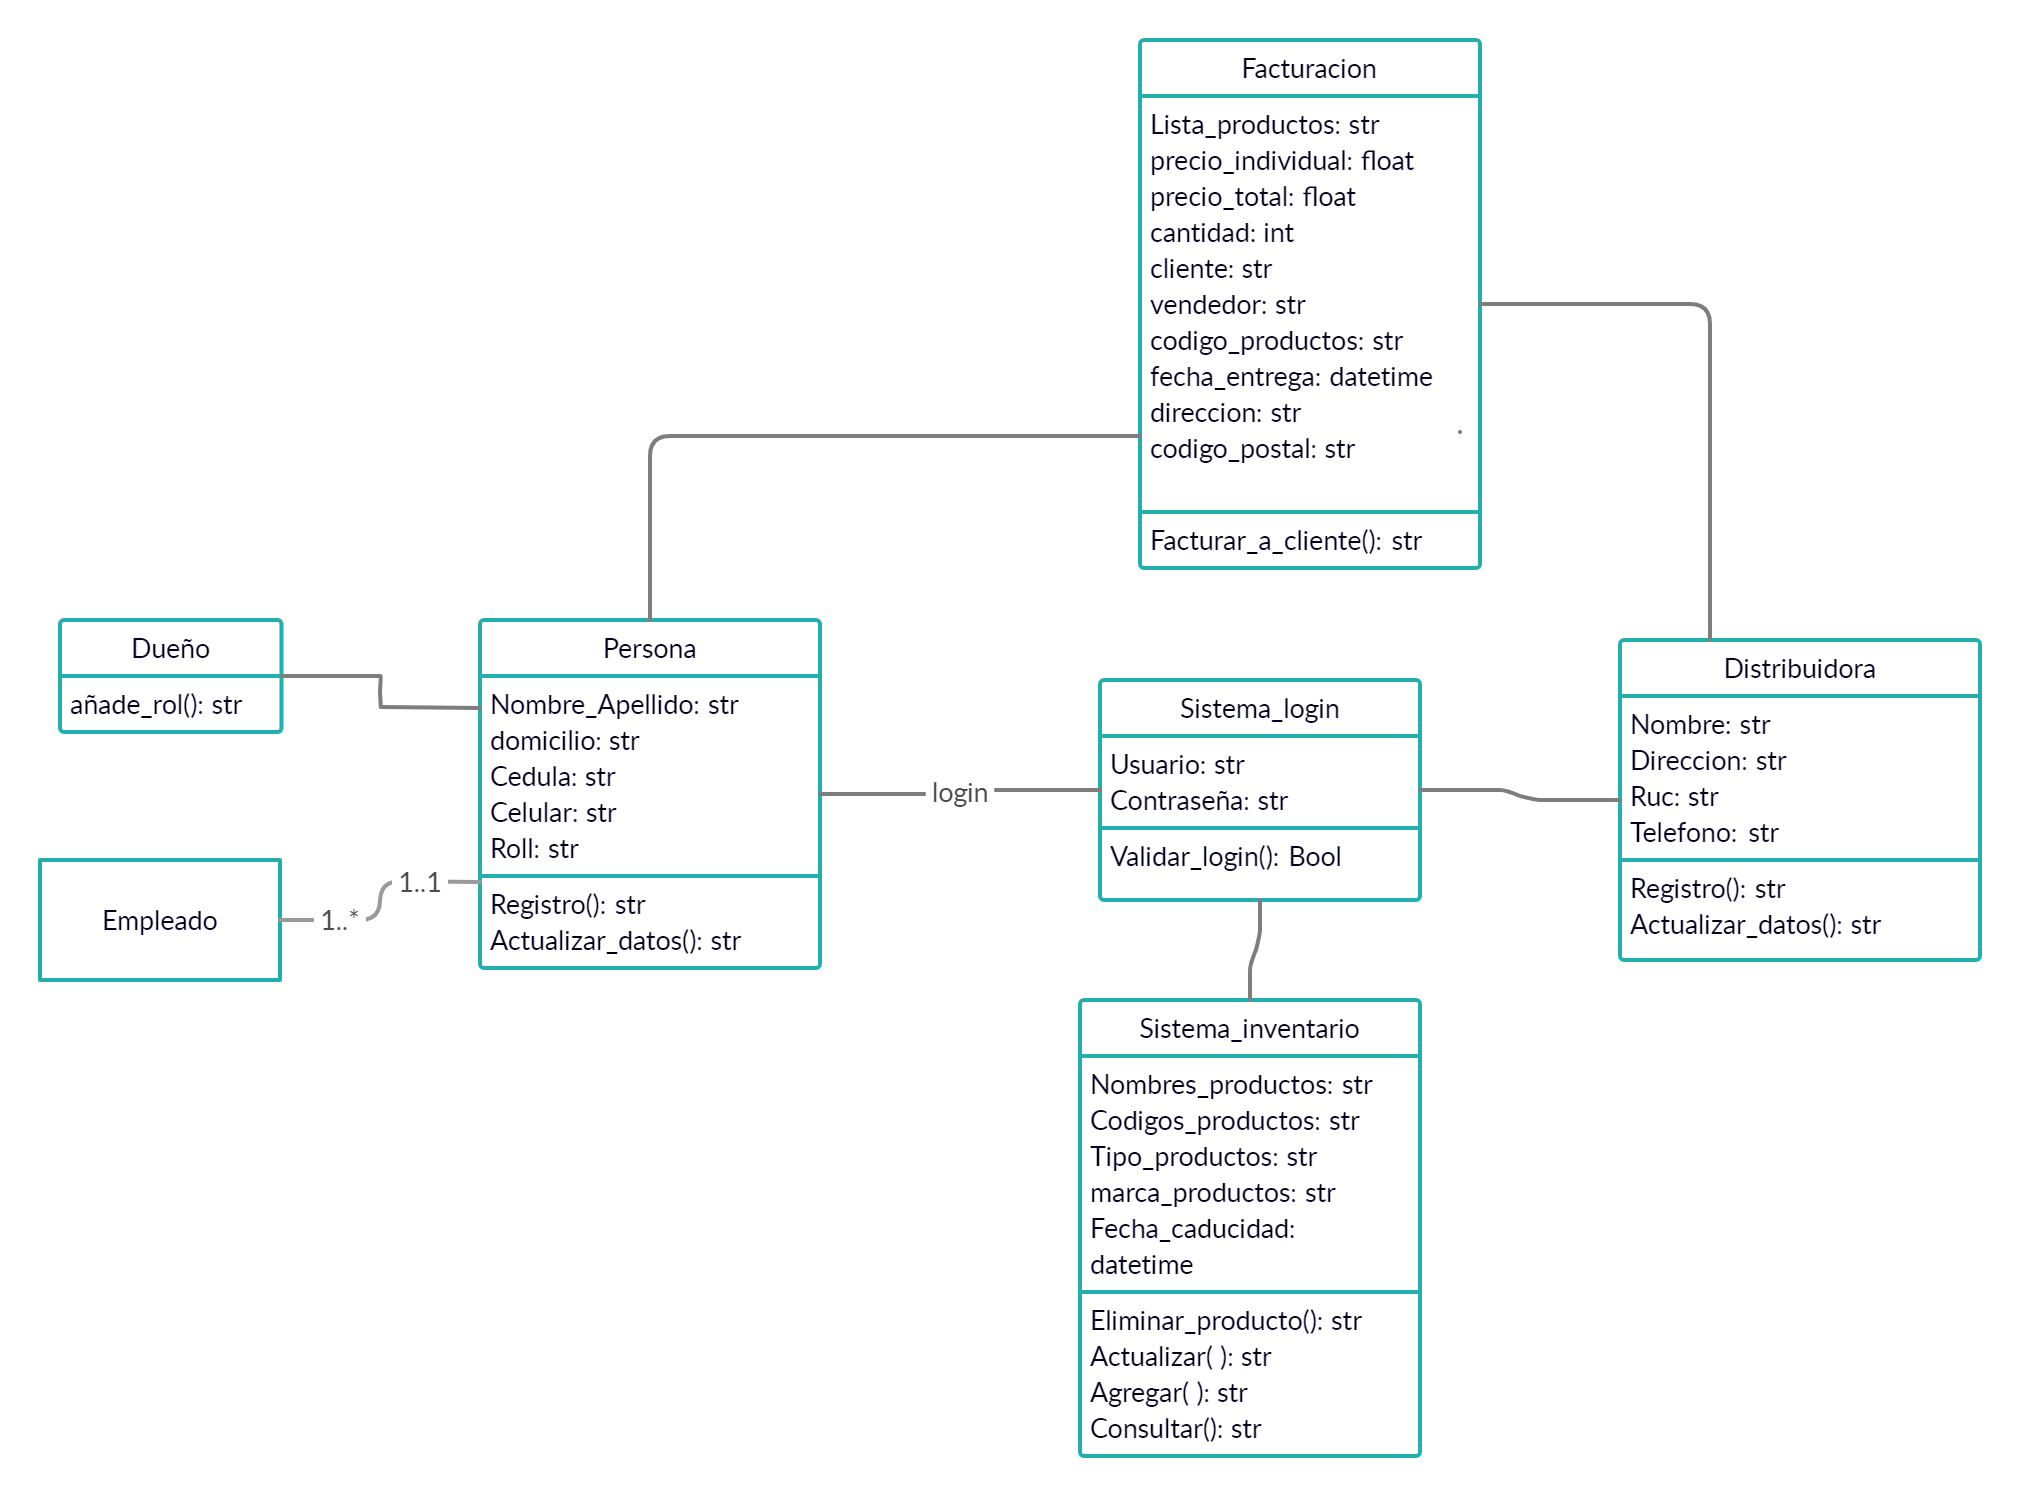 Facturacion
Lista_productos: str
precio_individual: float
precio_total: float
cantidad: int
cliente: str
vendedor: str
codigo_productos: str
fecha_entrega: datetime
direccion: str
codigo_postal: str
Facturar_a_cliente(): str
Dueño
añade_rol(): str
Persona
Nombre_Apellido: str
domicilio: str
Cedula: str
Celular: str
Roll: str
Registro(): str
Actualizar_datos(): str
Empleado
1..*
1..1
login
Sistema_login
Usuario: str
Contraseña: str
Validar_login(): Bool
Distribuidora
Nombre: str
Direccion: str
Ruc: str
Telefono: str
Registro(): str
Actualizar_datos(): str
Sistema_inventario
Nombres_productos: str
Codigos_productos: str
Tipo_productos: str
marca_productos: str
Fecha_caducidad:
datetime
Eliminar_producto(): str
Actualizar( ): str
Agregar( ): str
Consultar(): str